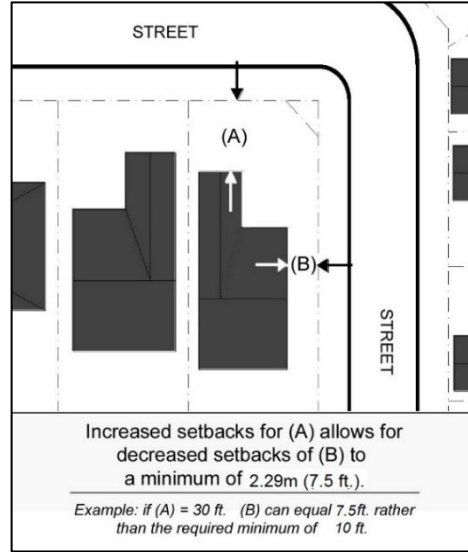 STREET
(A)
(B)
STREET
Increased setbacks for (A) allows for
decreased setbacks of (B) to
a minimum of 2.29m (7.5 ft.).
Example: if (A) = 30 ft. (B) can equal 7.5ft. rather
than the required minimum of 10 ft.